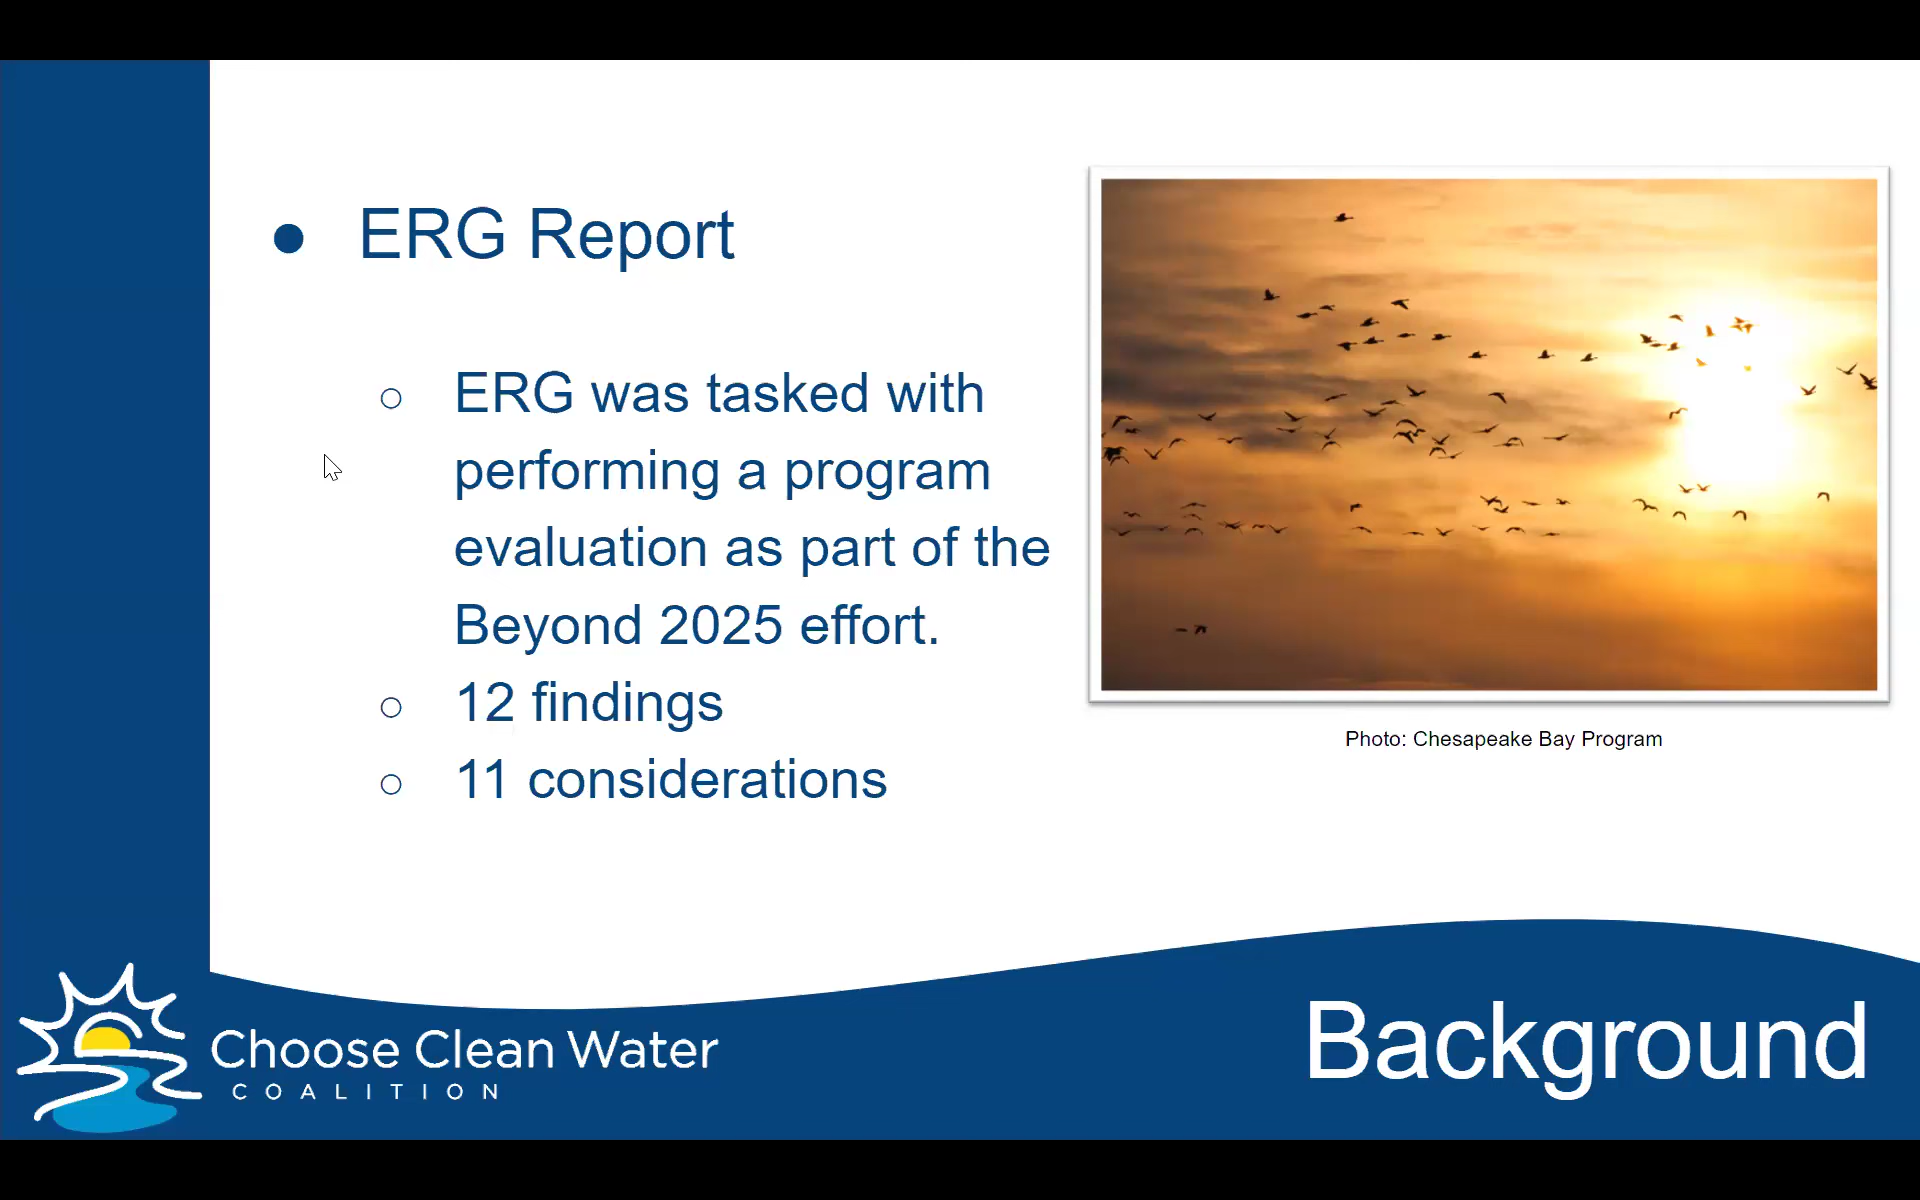 ● ERG Report
○ ERG was tasked with
performing a program
evaluation as part of the
Beyond 2025 effort.
○ 12 findings
○ 11 considerations
Photo: Chesapeake Bay Program
Choose Clean Water
COALITION
Background